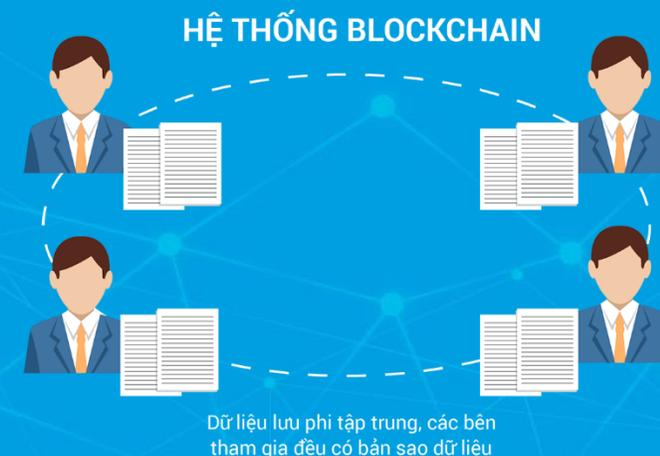 HỆ THỐNG BLOCKCHAIN
Dữ liệu lưu phi tập trung, các bên
tham gia đều có bản sao dữ liệu